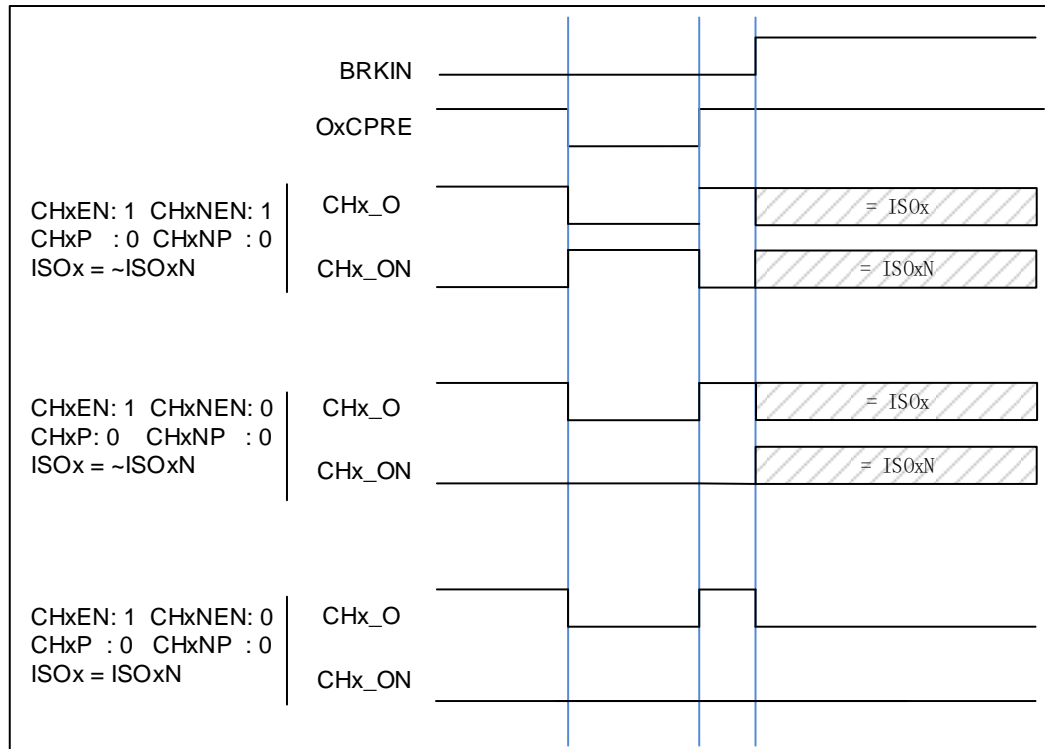 BRKIN
OxCPRE
CHxEN: 1 CHxNEN: 1
CHxP : 0 CHxNP : 0
ISOx = ~ISOxN
CHx_O
= ISOx
CHx_ON
= ISOxN
CHxEN: 1 CHxNEN: 0
CHxP: 0 CHxNP : 0
ISOx = ~ISOxN
CHx_O
= ISOx
CHx_ON
= ISOxN
CHxEN: 1 CHxNEN: 0
CHxP : 0 CHxNP : 0
ISOx = ISOxN
CHx_O
CHx_ON